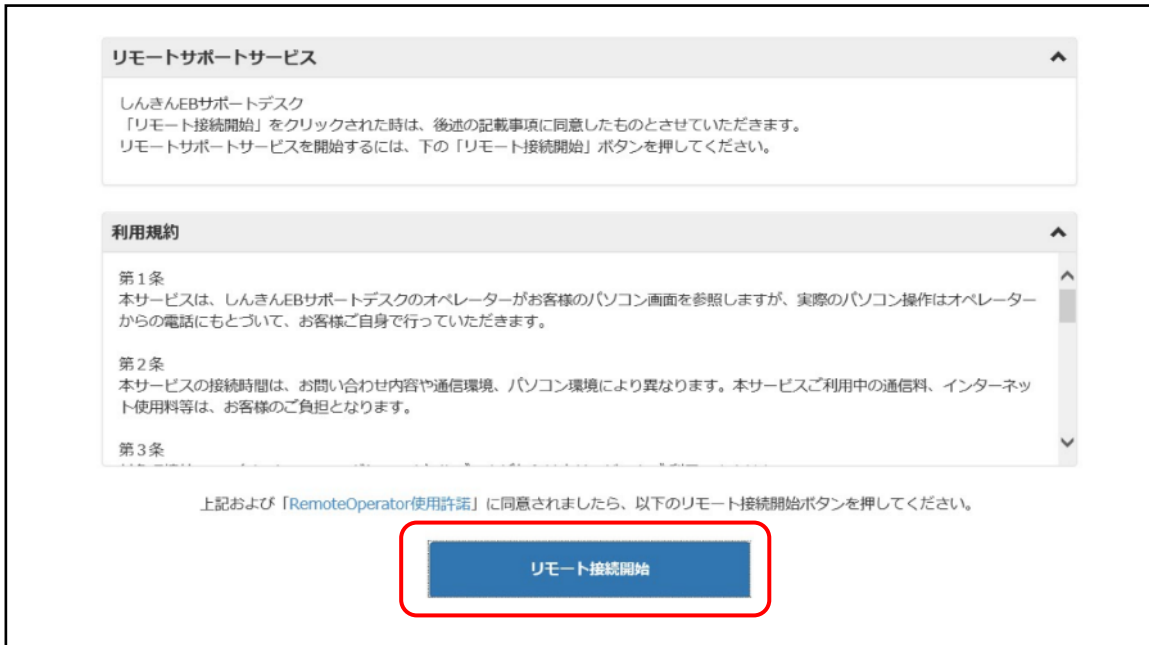 リモートサポートサービス
しんきんEBサポートデスク
「リモート接続開始」をクリックされた時は、後述の記載事項に同意したものとさせていただきます。
リモートサポートサービスを開始するには、下の「リモート接続開始」ボタンを押してください。
利用規約
第1条
本サービスは、しんきんEBサポートデスクのオペレーターがお客様のパソコン画面を参照しますが、実際のパソコン操作はオペレーター
からの電話にもとづいて、お客様ご自身で行っていただきます。
第2条
本サービスの接続時間は、お問い合わせ内容や通信環境、パソコン環境により異なります。本サービスご利用中の通信料、インターネッ
ト使用料等は、お客様のご負担となります。
第3条
上記および「RemoteOperator使用許諾」に同意されましたら、以下のリモート接続開始ボタンを押してください。
リモート接続開始